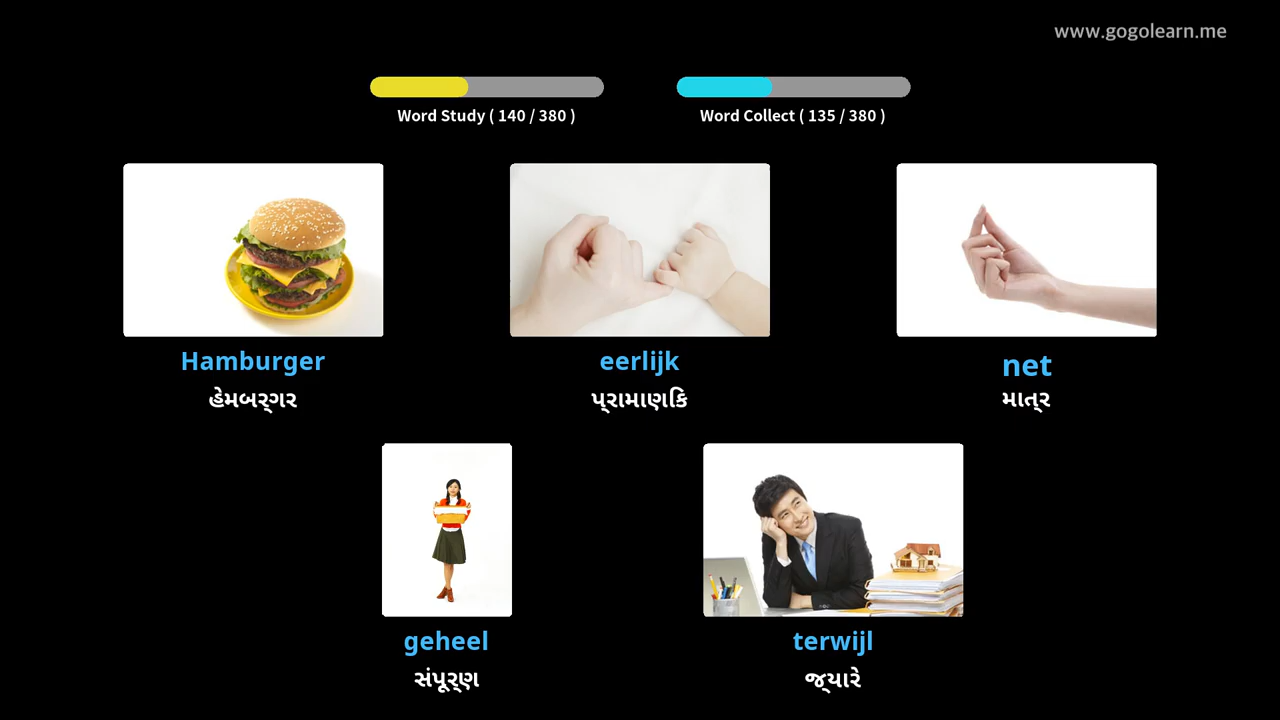 www.gogolearn.me
Word Study ( 140 / 380 )
Word Collect ( 135 / 380 )
Hamburger
હેમબર્ગર
eerlijk
પ્રામાણિક
net
માત્ર
geheel
સંપૂર્ણ
terwijl
જ્યારે